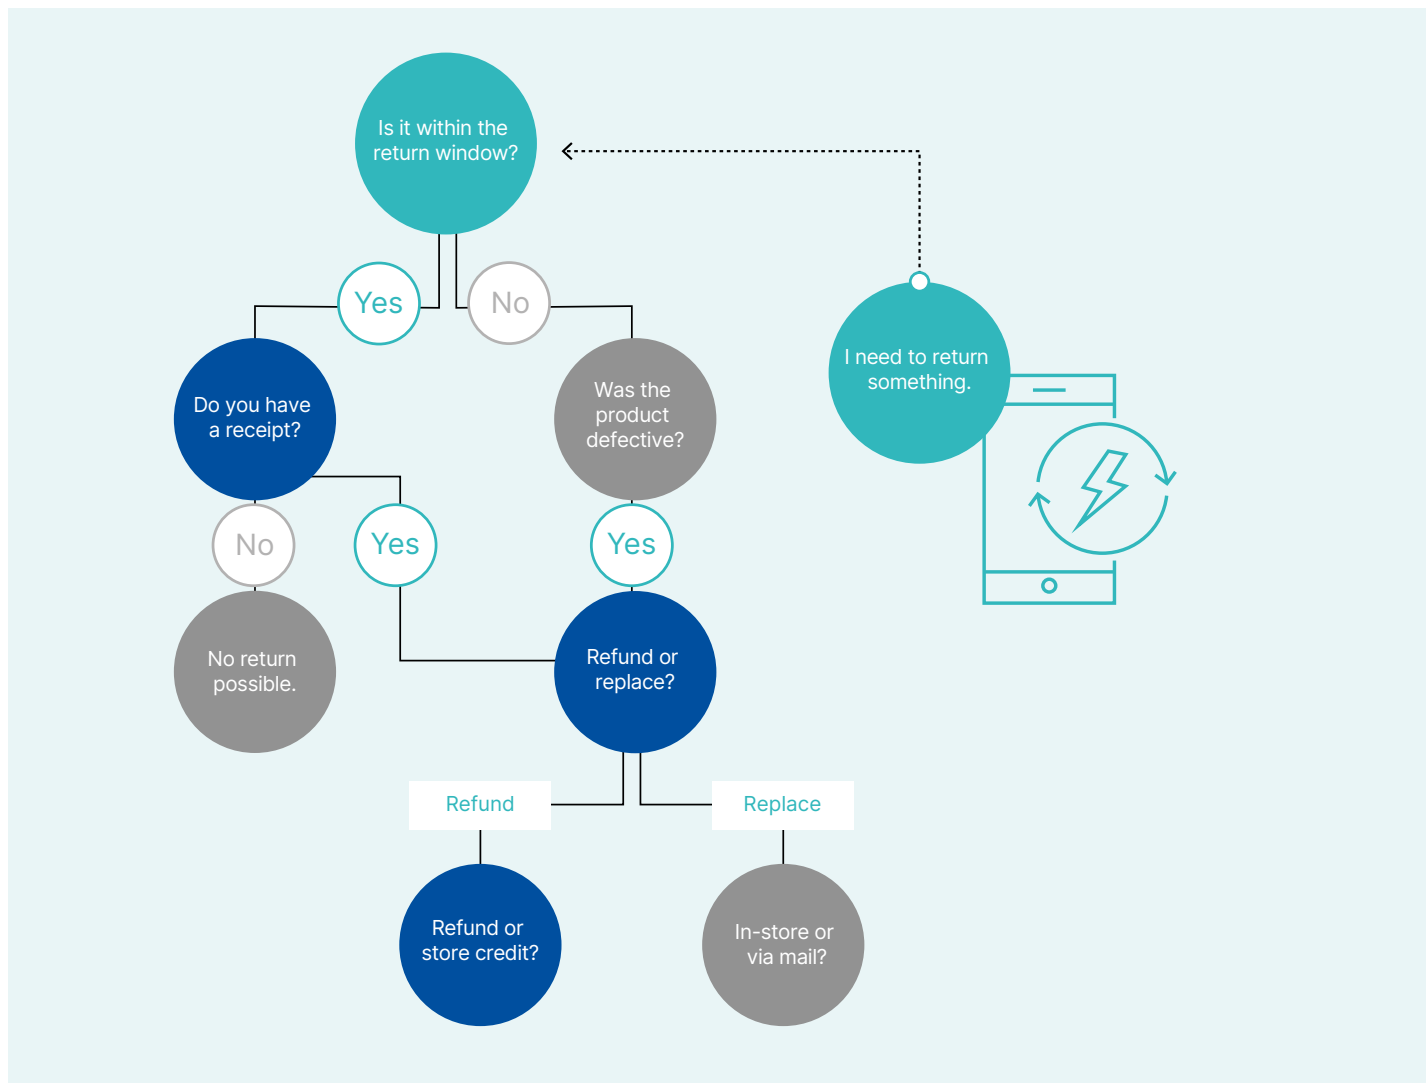 Is it within the
return window?
Yes
No
I need to return
something.
Do you have
a receipt?
Was the
product
defective?
No
Yes
Yes
No return
possible.
Refund or
replace?
Refund
Replace
Refund or
store credit?
In-store or
via mail?